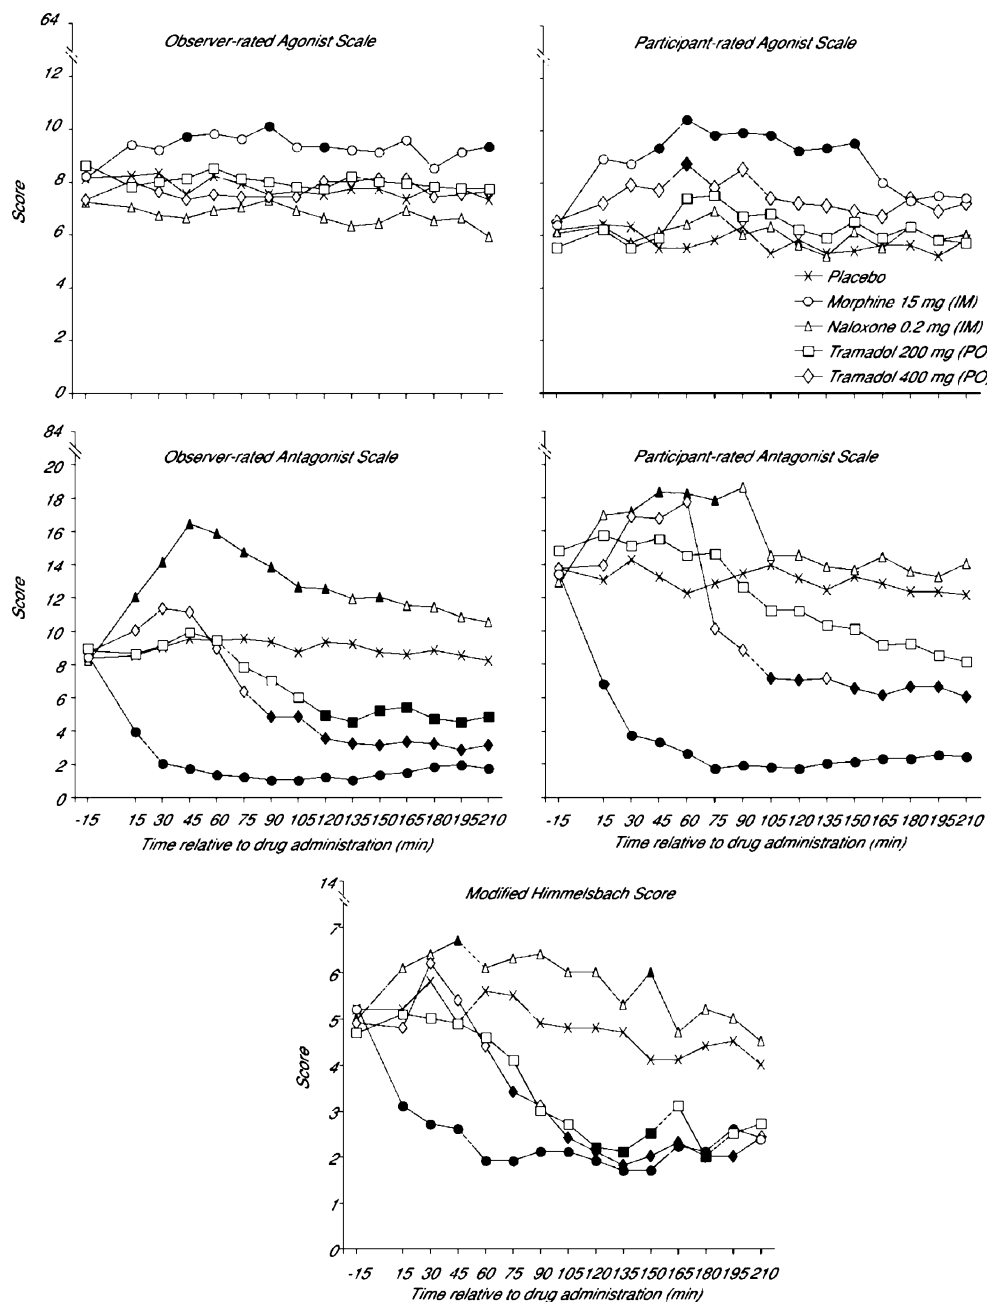 64
Observer-rated Agonist Scale
Participant-rated Agonist Scale
12
10
8
6
4
2
0
Score
Placebo
Morphine 15 mg (IM)
Naloxone 0.2 mg (IM)
Tramadol 200 mg (PO)
Tramadol 400 mg (PO)
84
Observer-rated Antagonist Scale
Participant-rated Antagonist Scale
20
18
16
14
12
10
8
6
4
2
0
Score
-15 15 30 45 60 75 90 105 120 135 150 165 180 195 210
-15 15 30 45 60 75 90 105 120 135 150 165 180 195 210
Time relative to drug administration (min)
Time relative to drug administration (min)
14
Modified Himmelsbach Score
7
6
5
4
3
2
1
0
Score
-15 15 30 45 60 75 90 105 120 135 150 165 180 195 210
Time relative to drug administration (min)